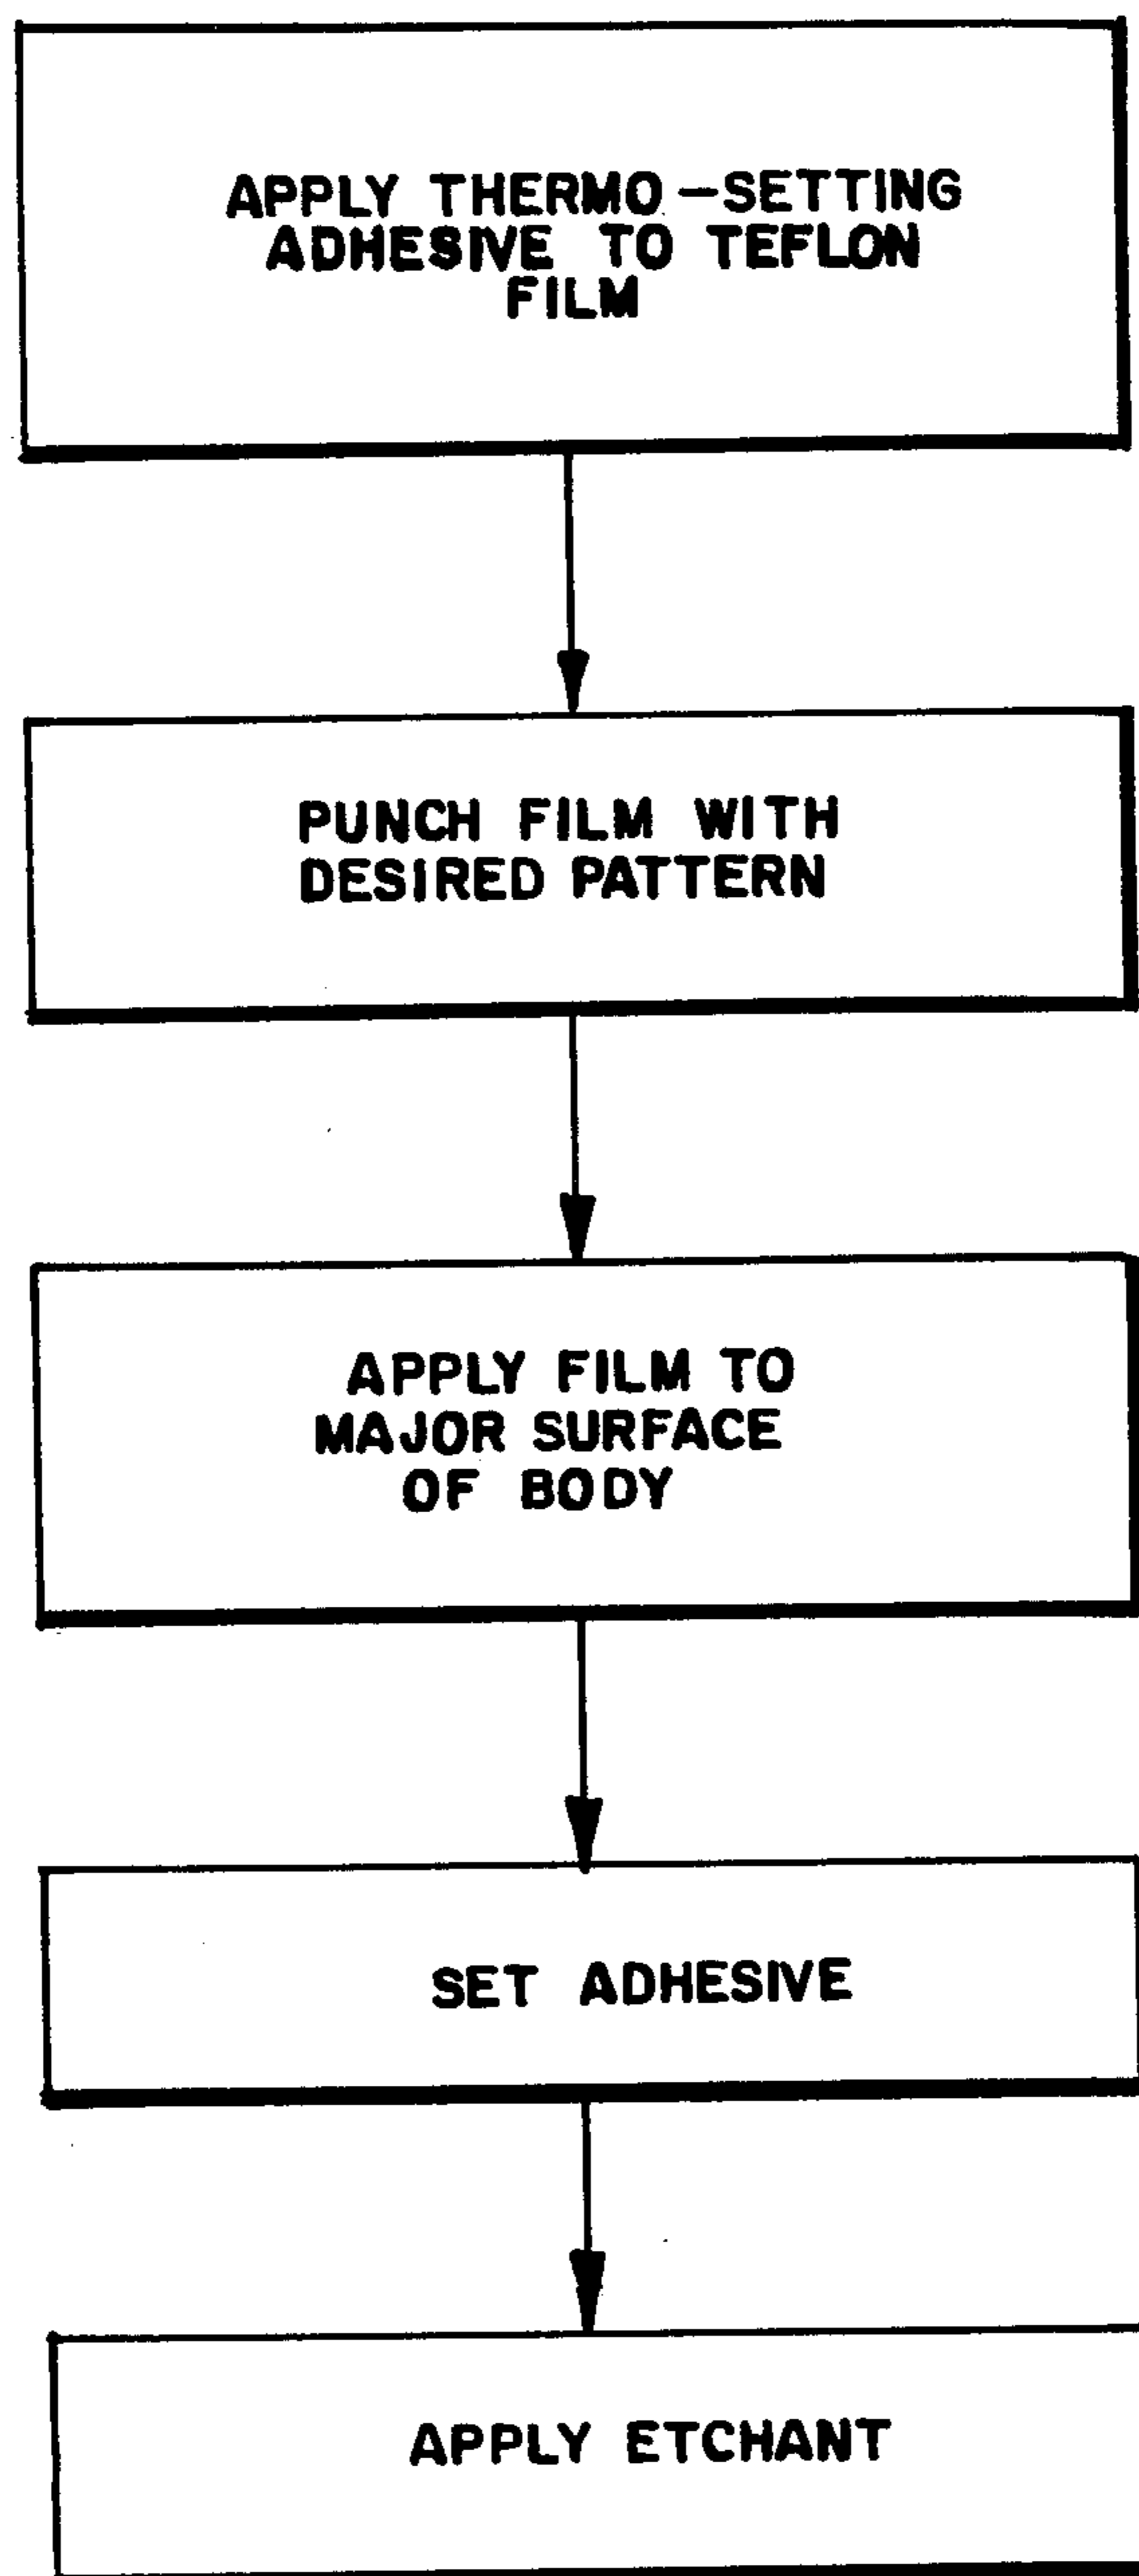 APPLY THERMO-SETTING
ADHESIVE TO TEFLON
FILM
PUNCH FILM WITH
DESIRED PATTERN
APPLY FILM TO
MAJOR SURFACE
OF BODY
SET ADHESIVE
APPLY ETCHANT